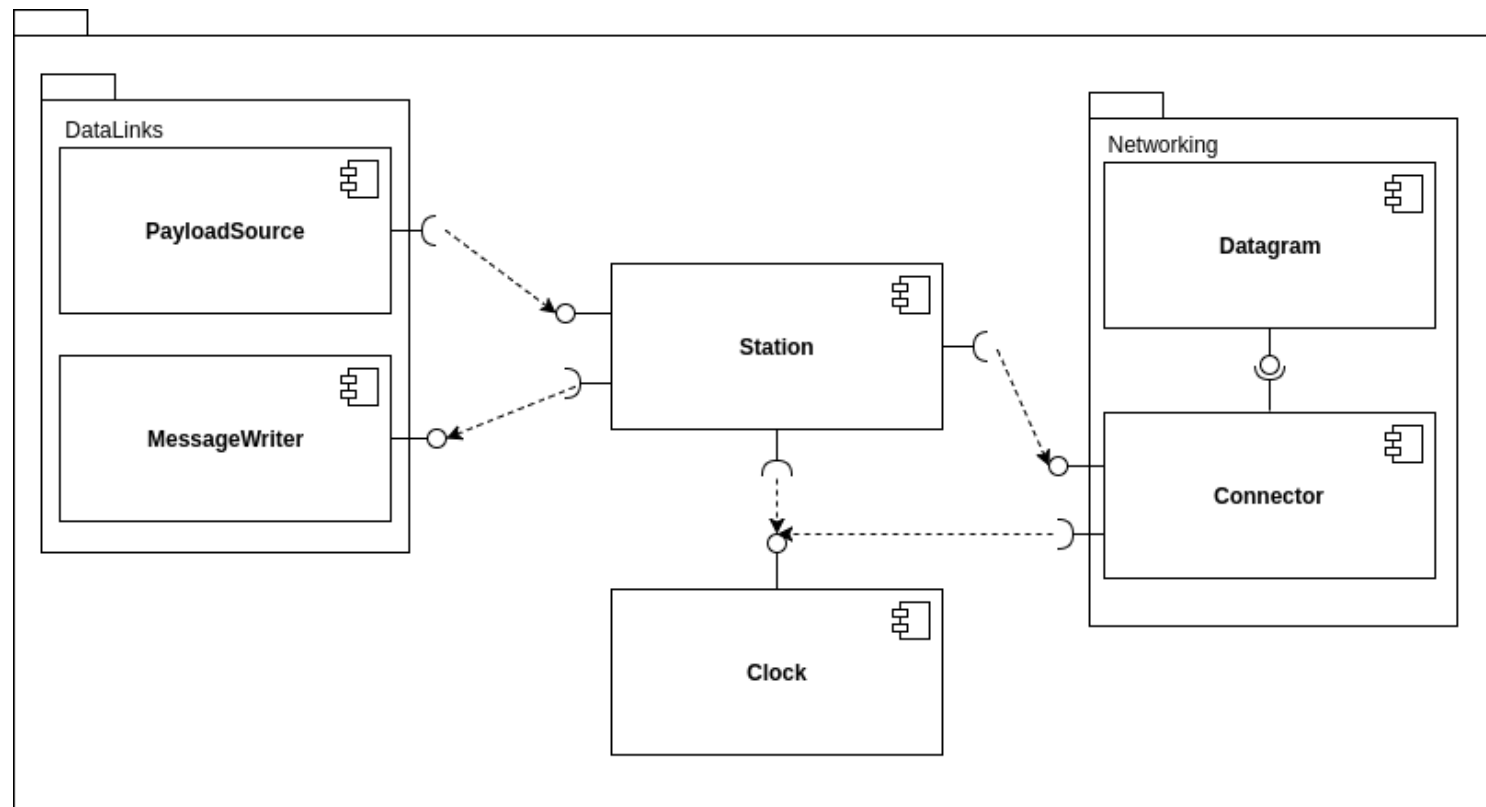 DataLinks
PayloadSource
MessageWriter
Station
Clock
Networking
Datagram
Connector